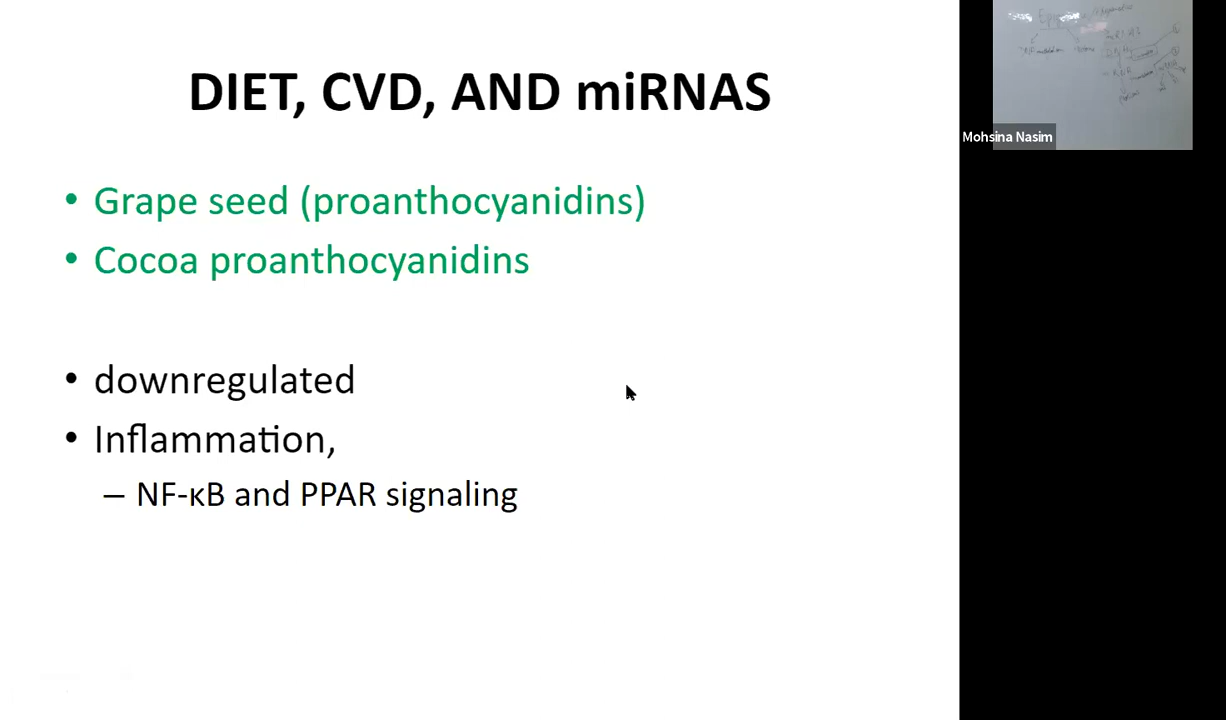 DIET, CVD, AND miRNAS
• Grape seed (proanthocyanidins)
• Cocoa proanthocyanidins
• downregulated
• Inflammation,
– NF-κB and PPAR signaling
Mohsina Nasim